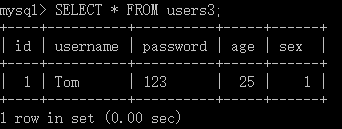 mysql> SELECT * FROM users3;
+----+----------+----------+------+------+
| id | username | password | age | sex |
+----+----------+----------+------+------+
| 1 | Tom | 123 | 25 | 1 |
+----+----------+----------+------+------+
1 row in set (0.00 sec)